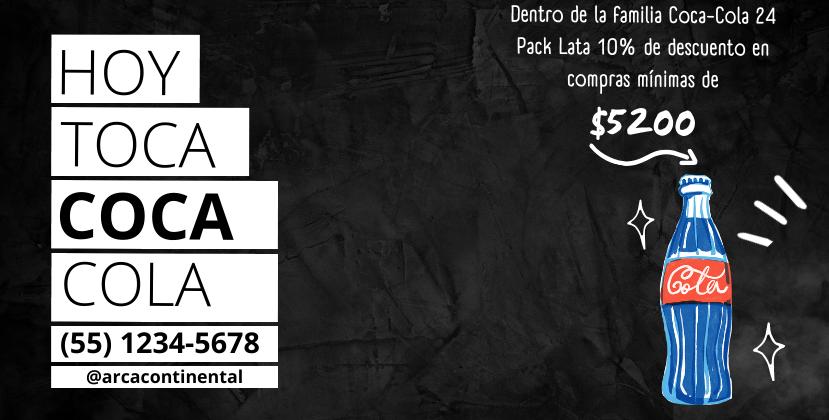 HOY
TOCA
COCA
COLA
(55) 1234-5678
@arcacontinental
Dentro de la familia Coca-Cola 24
Pack Lata 10% de descuento en
compras mínimas de
$5200
Cola